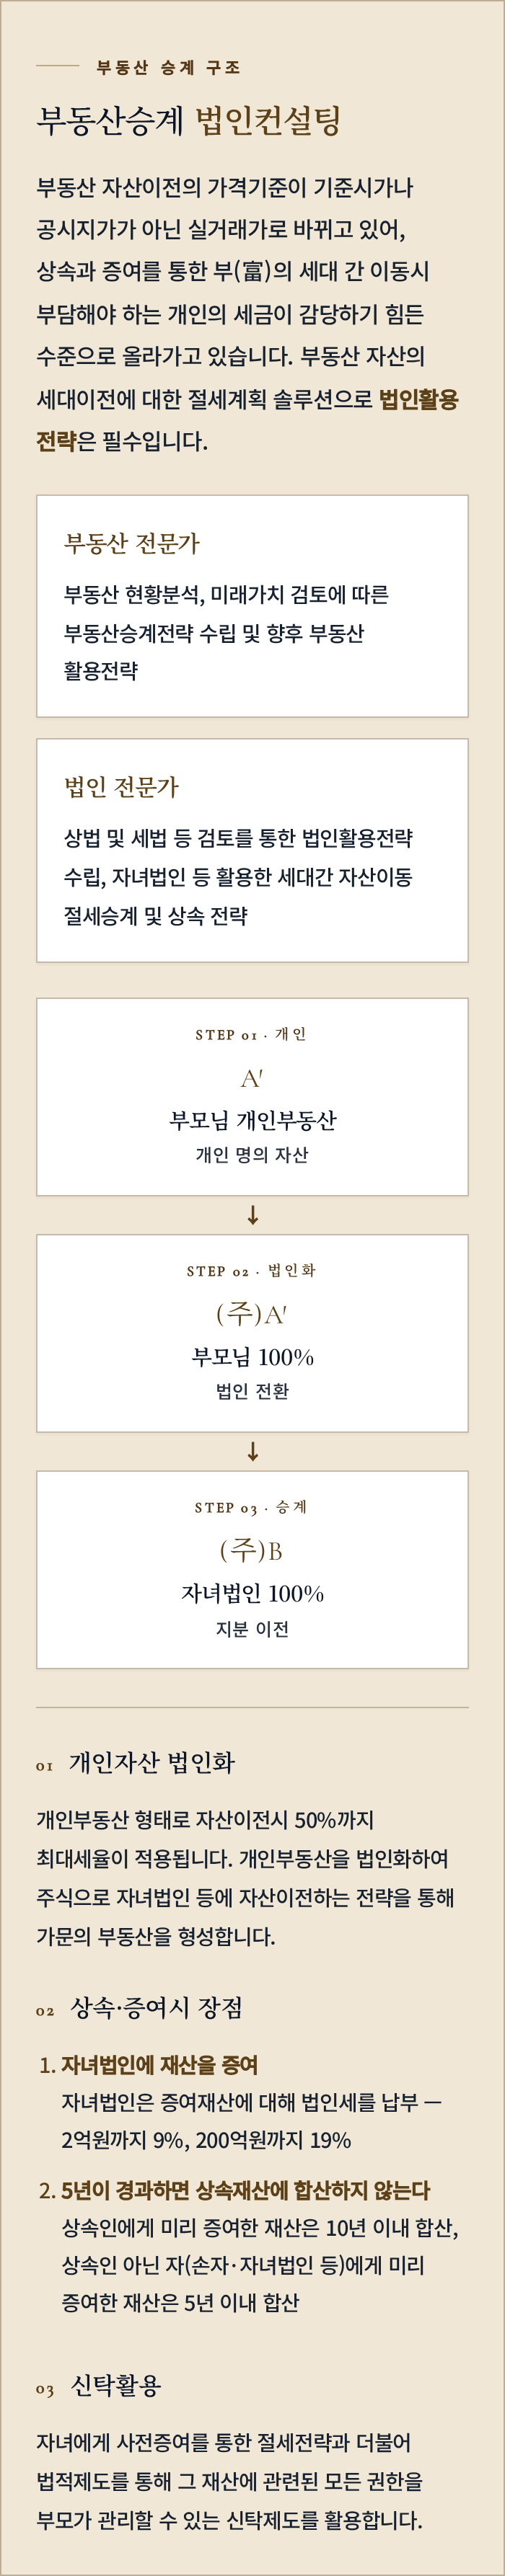 부동산 승계 구조
부동산승계 법인컨설팅
부동산 자산이전의 가격기준이 기준시가나
공시지가가 아닌 실거래가로 바뀌고 있어,
상속과 증여를 통한 부(富)의 세대 간 이동시
부담해야 하는 개인의 세금이 감당하기 힘든
수준으로 올라가고 있습니다. 부동산 자산의
세대이전에 대한 절세계획 솔루션으로 법인활용
전략은 필수입니다.
부동산 전문가
부동산 현황분석, 미래가치 검토에 따른
부동산승계전략 수립 및 향후 부동산
활용전략
법인 전문가
상법 및 세법 등 검토를 통한 법인활용전략
수립, 자녀법인 등 활용한 세대간 자산이동
절세승계 및 상속 전략
STEP 01 · 개인
A'
부모님 개인부동산
개인 명의 자산
↓
STEP 02 · 법인화
(주)A'
부모님 100%
법인 전환
↓
STEP 03 · 승계
(주)B
자녀법인 100%
지분 이전
01 개인자산 법인화
개인부동산 형태로 자산이전시 50%까지
최대세율이 적용됩니다. 개인부동산을 법인화하여
주식으로 자녀법인 등에 자산이전하는 전략을 통해
가문의 부동산을 형성합니다.
02 상속·증여시 장점
1. 자녀법인에 재산을 증여
자녀법인은 증여재산에 대해 법인세를 납부 —
2억원까지 9%, 200억원까지 19%
2. 5년이 경과하면 상속재산에 합산하지 않는다
상속인에게 미리 증여한 재산은 10년 이내 합산,
상속인 아닌 자(손자·자녀법인 등)에게 미리
증여한 재산은 5년 이내 합산
03 신탁활용
자녀에게 사전증여를 통한 절세전략과 더불어
법적제도를 통해 그 재산에 관련된 모든 권한을
부모가 관리할 수 있는 신탁제도를 활용합니다.